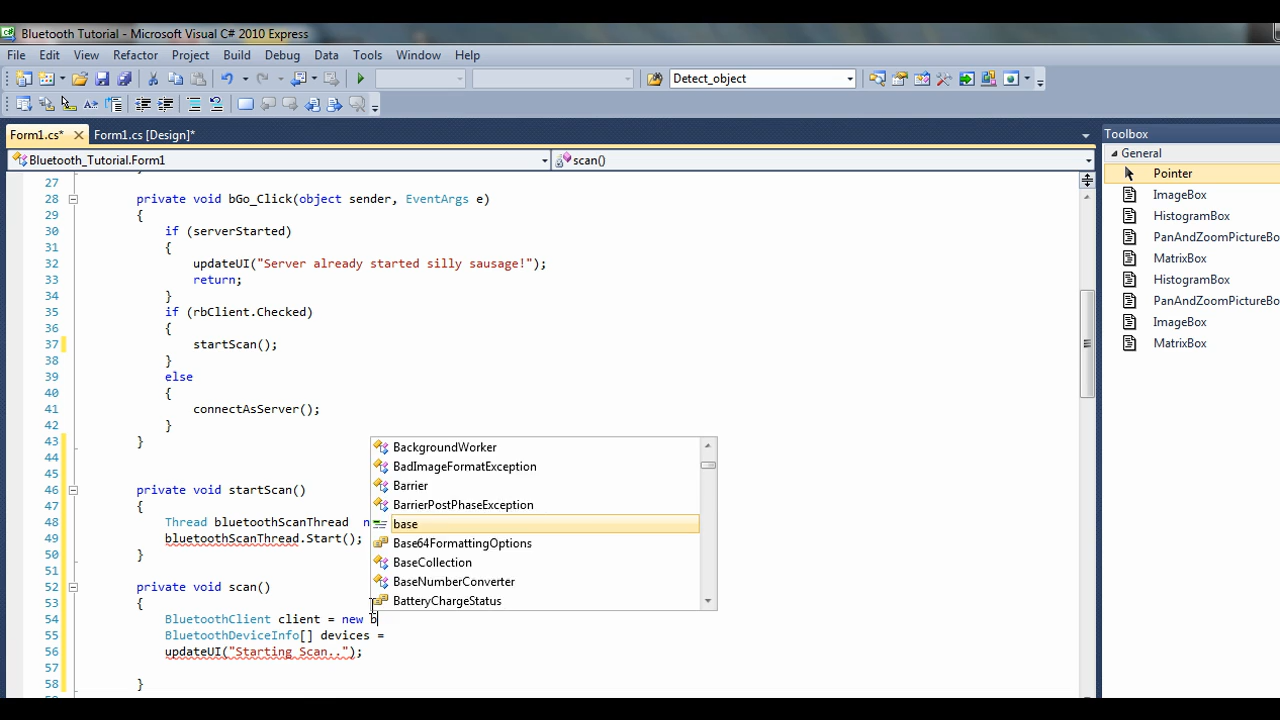 Bluetooth Tutorial - Microsoft Visual C# 2010 Express
File Edit View Refactor Project Build Data Tools Window Help
Detect_object
Form1.cs* Form1.cs [Design]* Toolbox
Bluetooth_Tutorial.Form1 scan() General
Pointer
ImageBox
HistogramBox
PanAndZoomPictureBo
MatrixBox
HistogramBox
PanAndZoomPictureBo
ImageBox
MatrixBox
27
28 private void bGo_Click(object sender, EventArgs e)
29 {
30 if (serverStarted)
31 {
32 updateUI("Server already started silly sausage!");
33 return;
34 }
35 if (rbClient.Checked)
36 {
37 startScan();
38 }
39 else
40 {
41 connectAsServer();
42 }
43 }
44
45
46 private void startScan()
47 {
48 Thread bluetoothScanThread n
49 bluetoothScanThread.Start();
50 }
51
52 private void scan()
53 {
54 BluetoothClient client = new b
55 BluetoothDeviceInfo[] devices =
56 updateUI("Starting Scan..");
57
58 }
BackgroundWorker
BadImageFormatException
Barrier
BarrierPostPhaseException
base
Base64FormattingOptions
BaseCollection
BaseNumberConverter
BatteryChargeStatus